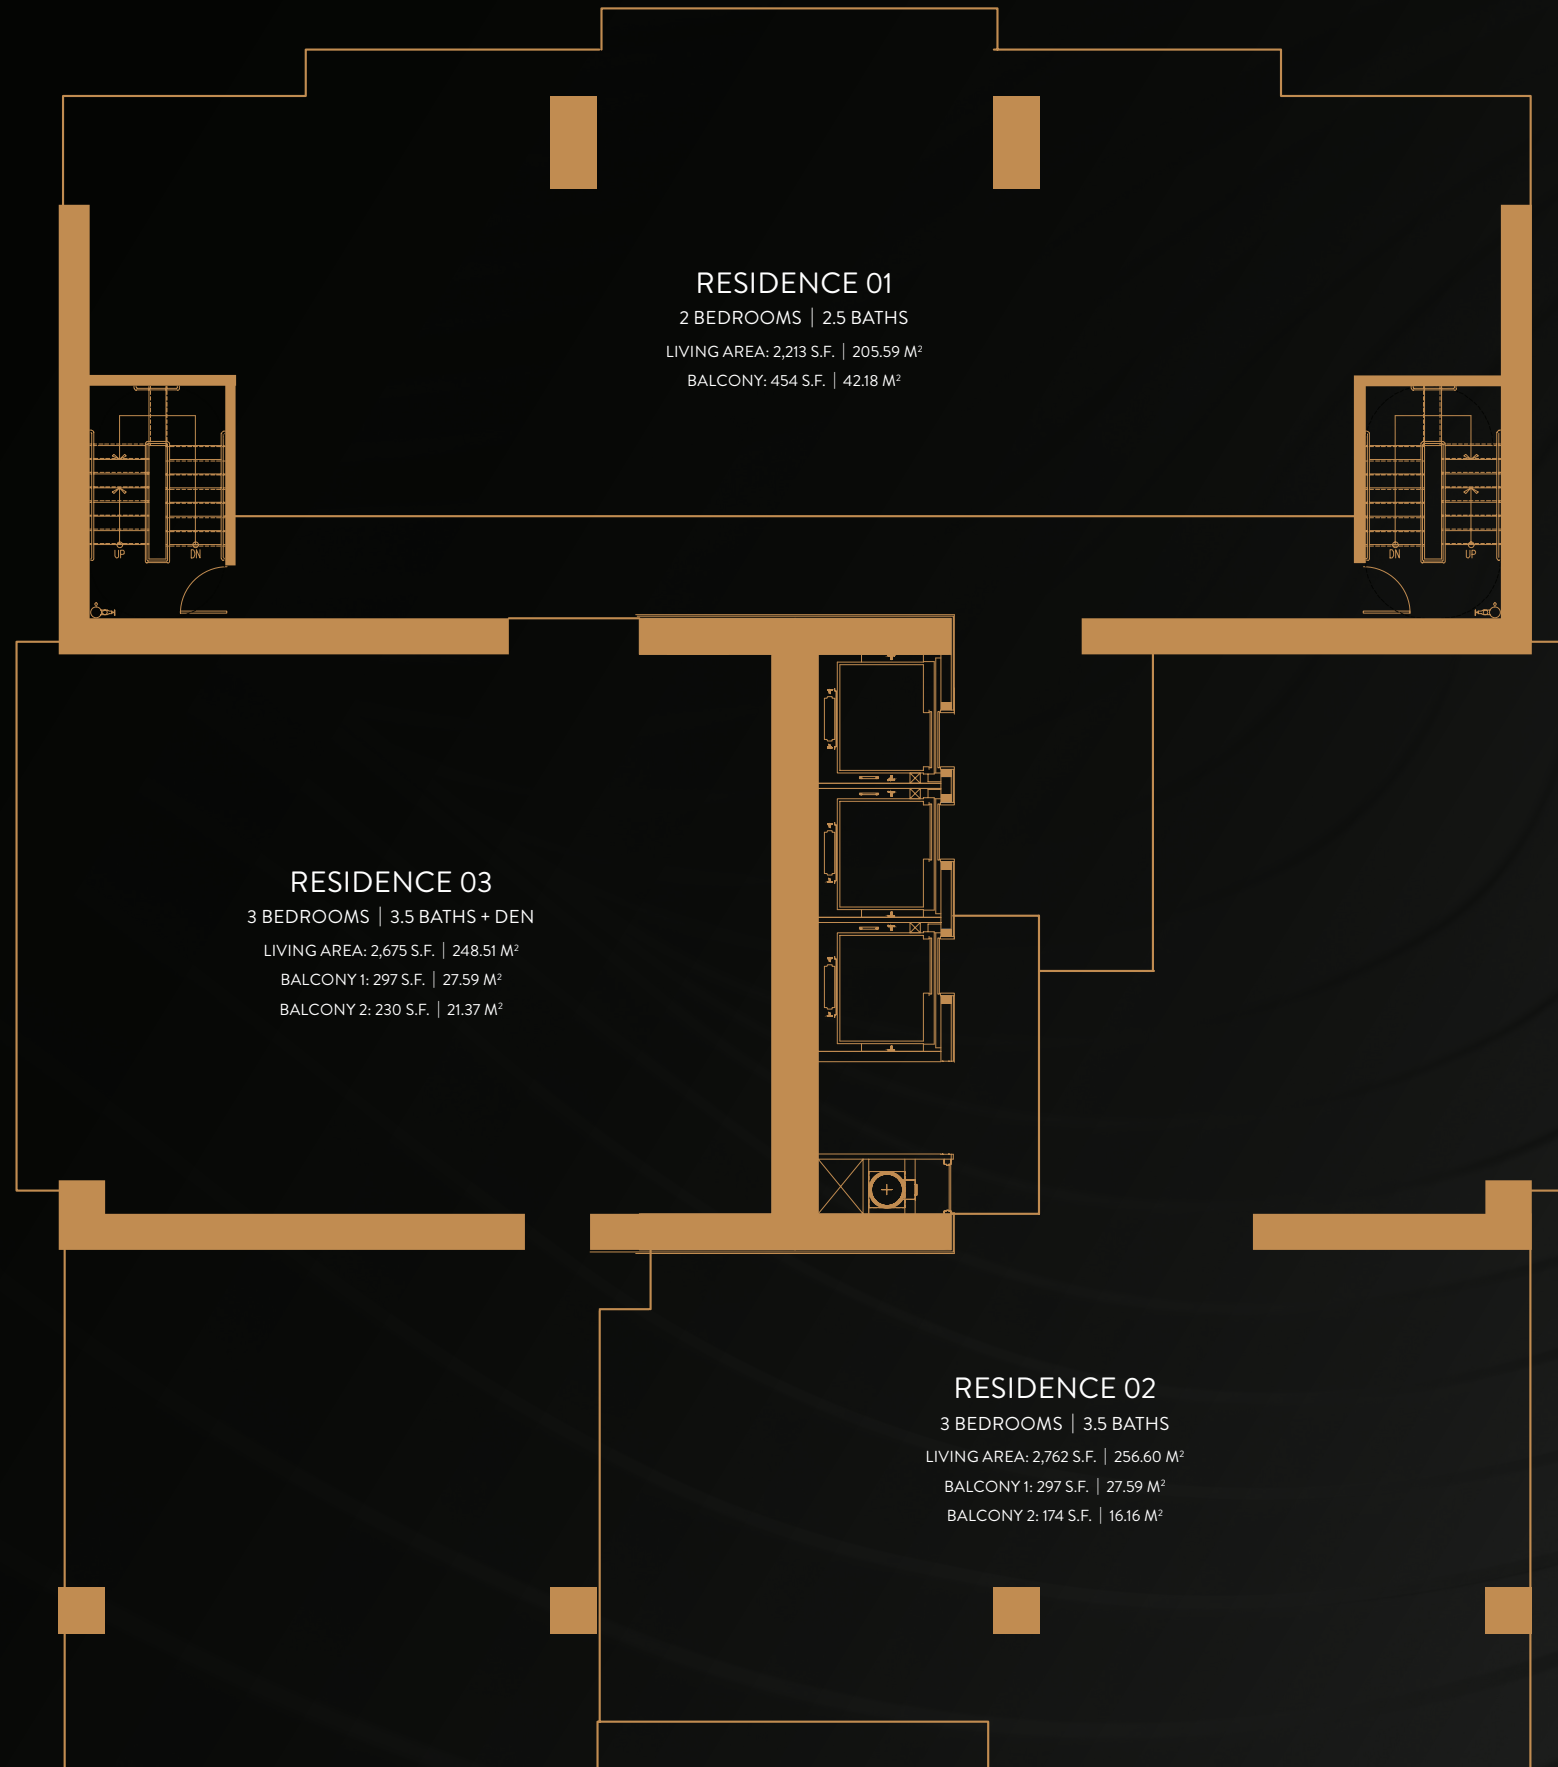 RESIDENCE 01
2 BEDROOMS | 2.5 BATHS
LIVING AREA: 2,213 S.F. | 205.59 M²
BALCONY: 454 S.F. | 42.18 M²
UP DN
DN UP
RESIDENCE 03
3 BEDROOMS | 3.5 BATHS + DEN
LIVING AREA: 2,675 S.F. | 248.51 M²
BALCONY 1: 297 S.F. | 27.59 M²
BALCONY 2: 230 S.F. | 21.37 M²
RESIDENCE 02
3 BEDROOMS | 3.5 BATHS
LIVING AREA: 2,762 S.F. | 256.60 M²
BALCONY 1: 297 S.F. | 27.59 M²
BALCONY 2: 174 S.F. | 16.16 M²